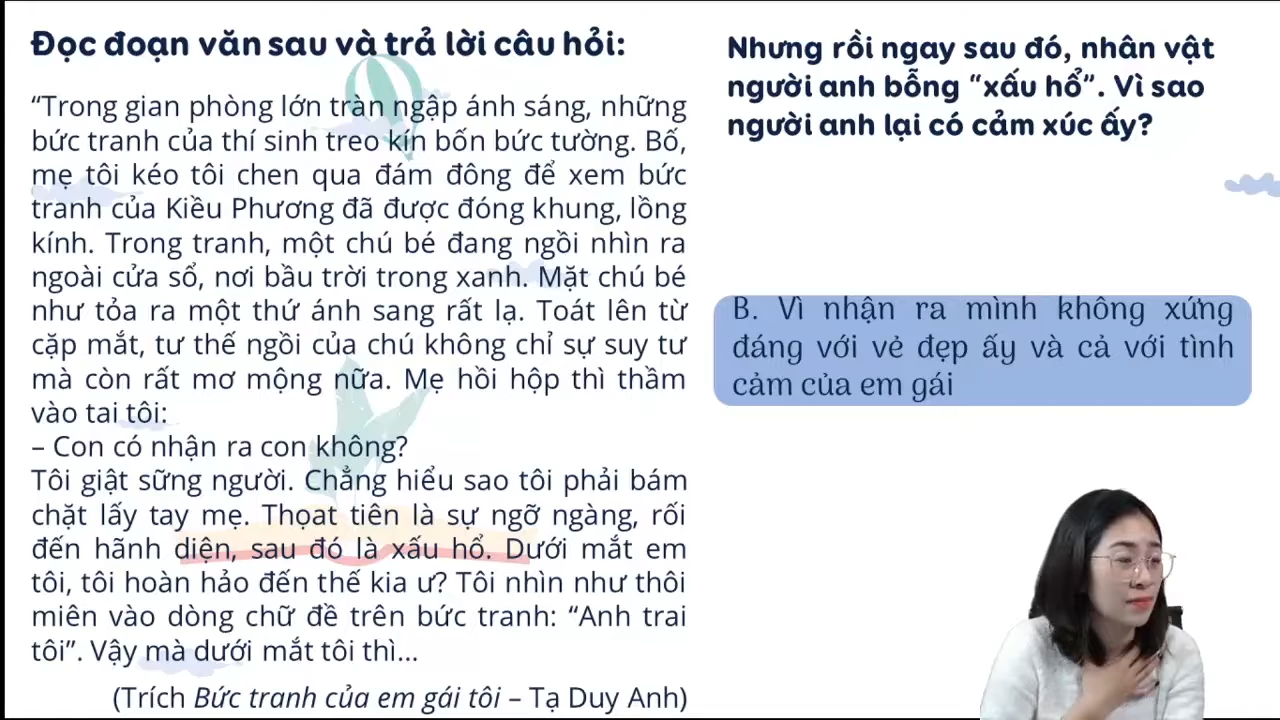 Đọc đoạn văn sau và trả lời câu hỏi:
“Trong gian phòng lớn tràn ngập ánh sáng, những
bức tranh của thí sinh treo kín bốn bức tường. Bố,
mẹ tôi kéo tôi chen qua đám đông để xem bức
tranh của Kiều Phương đã được đóng khung, lồng
kính. Trong tranh, một chú bé đang ngồi nhìn ra
ngoài cửa sổ, nơi bầu trời trong xanh. Mặt chú bé
như tỏa ra một thứ ánh sang rất lạ. Toát lên từ
cặp mắt, tư thế ngồi của chú không chỉ sự suy tư
mà còn rất mơ mộng nữa. Mẹ hồi hộp thì thầm
vào tai tôi:
– Con có nhận ra con không?
Tôi giật sững người. Chẳng hiểu sao tôi phải bám
chặt lấy tay mẹ. Thọat tiên là sự ngỡ ngàng, rối
đến hãnh diện, sau đó là xấu hổ. Dưới mắt em
tôi, tôi hoàn hảo đến thế kia ư? Tôi nhìn như thôi
miên vào dòng chữ đề trên bức tranh: “Anh trai
tôi”. Vậy mà dưới mắt tôi thì...
(Trích Bức tranh của em gái tôi – Tạ Duy Anh)
Nhưng rồi ngay sau đó, nhân vật
người anh bỗng “xấu hổ”. Vì sao
người anh lại có cảm xúc ấy?
B. Vì nhận ra mình không xứng
đáng với vẻ đẹp ấy và cả với tình
cảm của em gái